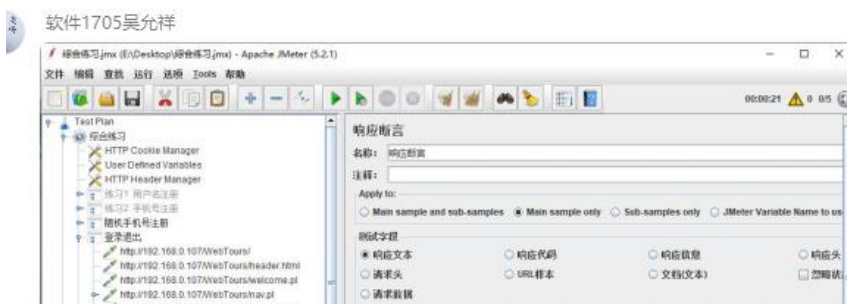 软件1705吴允祥
综合练习.jmx (E:\Desktop\综合练习.jmx) - Apache JMeter (5.2.1)
文件 编辑 查找 运行 选项 Tools 帮助
00:00:21 0 0/5
Test Plan
综合练习
HTTP Cookie Manager
User Defined Variables
HTTP Header Manager
练习1 用户名注册
练习2 手机号注册
随机手机号注册
登录退出
http://192.168.0.107/WebTours/
http://192.168.0.107/WebTours/header.html
http://192.168.0.107/WebTours/welcome.pl
http://192.168.0.107/WebTours/nav.pl
响应断言
名称: 响应断言
注释:
Apply to:
Main sample and sub-samples Main sample only Sub-samples only JMeter Variable Name to us
测试字段
响应文本 响应代码 响应信息 响应头
请求头 URL样本 文档(文本) 忽略状
请求数据